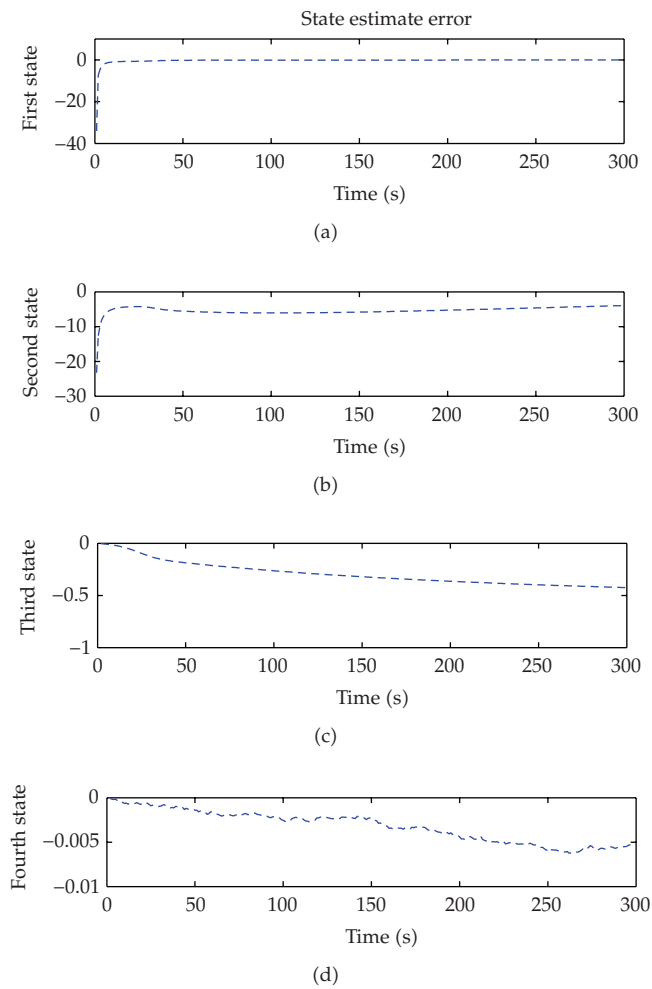 State estimate error
First state
0
−20
−40
0 50 100 150 200 250 300
Time (s)
(a)
Second state
0
−10
−20
−30
0 50 100 150 200 250 300
Time (s)
(b)
Third state
0
−0.5
−1
0 50 100 150 200 250 300
Time (s)
(c)
Fourth state
0
−0.005
−0.01
0 50 100 150 200 250 300
Time (s)
(d)